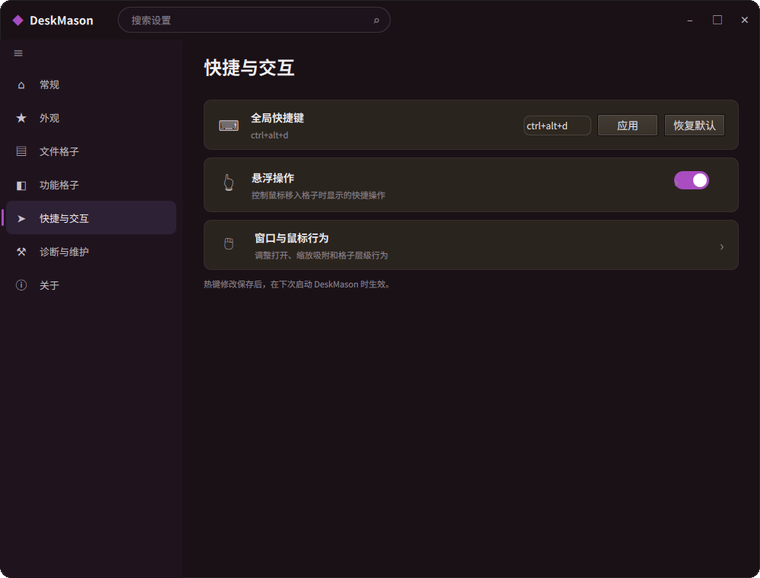 DeskMason
搜索设置
常规
外观
文件格子
功能格子
快捷与交互
诊断与维护
关于
快捷与交互
全局快捷键
ctrl+alt+d
ctrl+alt+d
应用
恢复默认
悬浮操作
控制鼠标移入格子时显示的快捷操作
窗口与鼠标行为
调整打开、缩放吸附和格子层级行为
热键修改保存后，在下次启动 DeskMason 时生效。